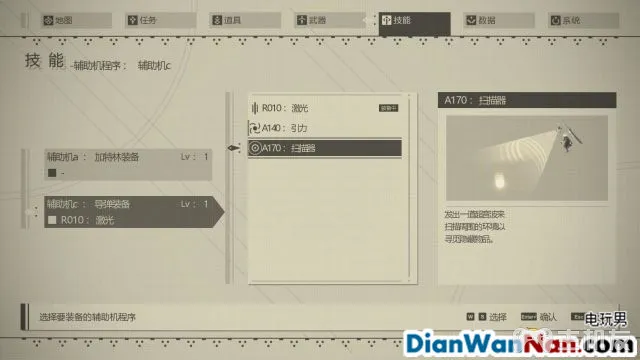 地图
任务
道具
武器
技能
数据
系统
技 能 -辅助机程序： 辅助机c
R010：激光 装备中
A140：引力
A170：扫描器
辅助机a： 加特林装备 Lv： 1
-
辅助机c： 导弹装备 Lv： 1
R010：激光
A170：扫描器
发出一道超音波来
扫描周围的环境以
寻觅隐藏物品。
选择要装备的辅助机程序
W S 选择 Enter 确认 Esc
电玩男
DianWanNan.com